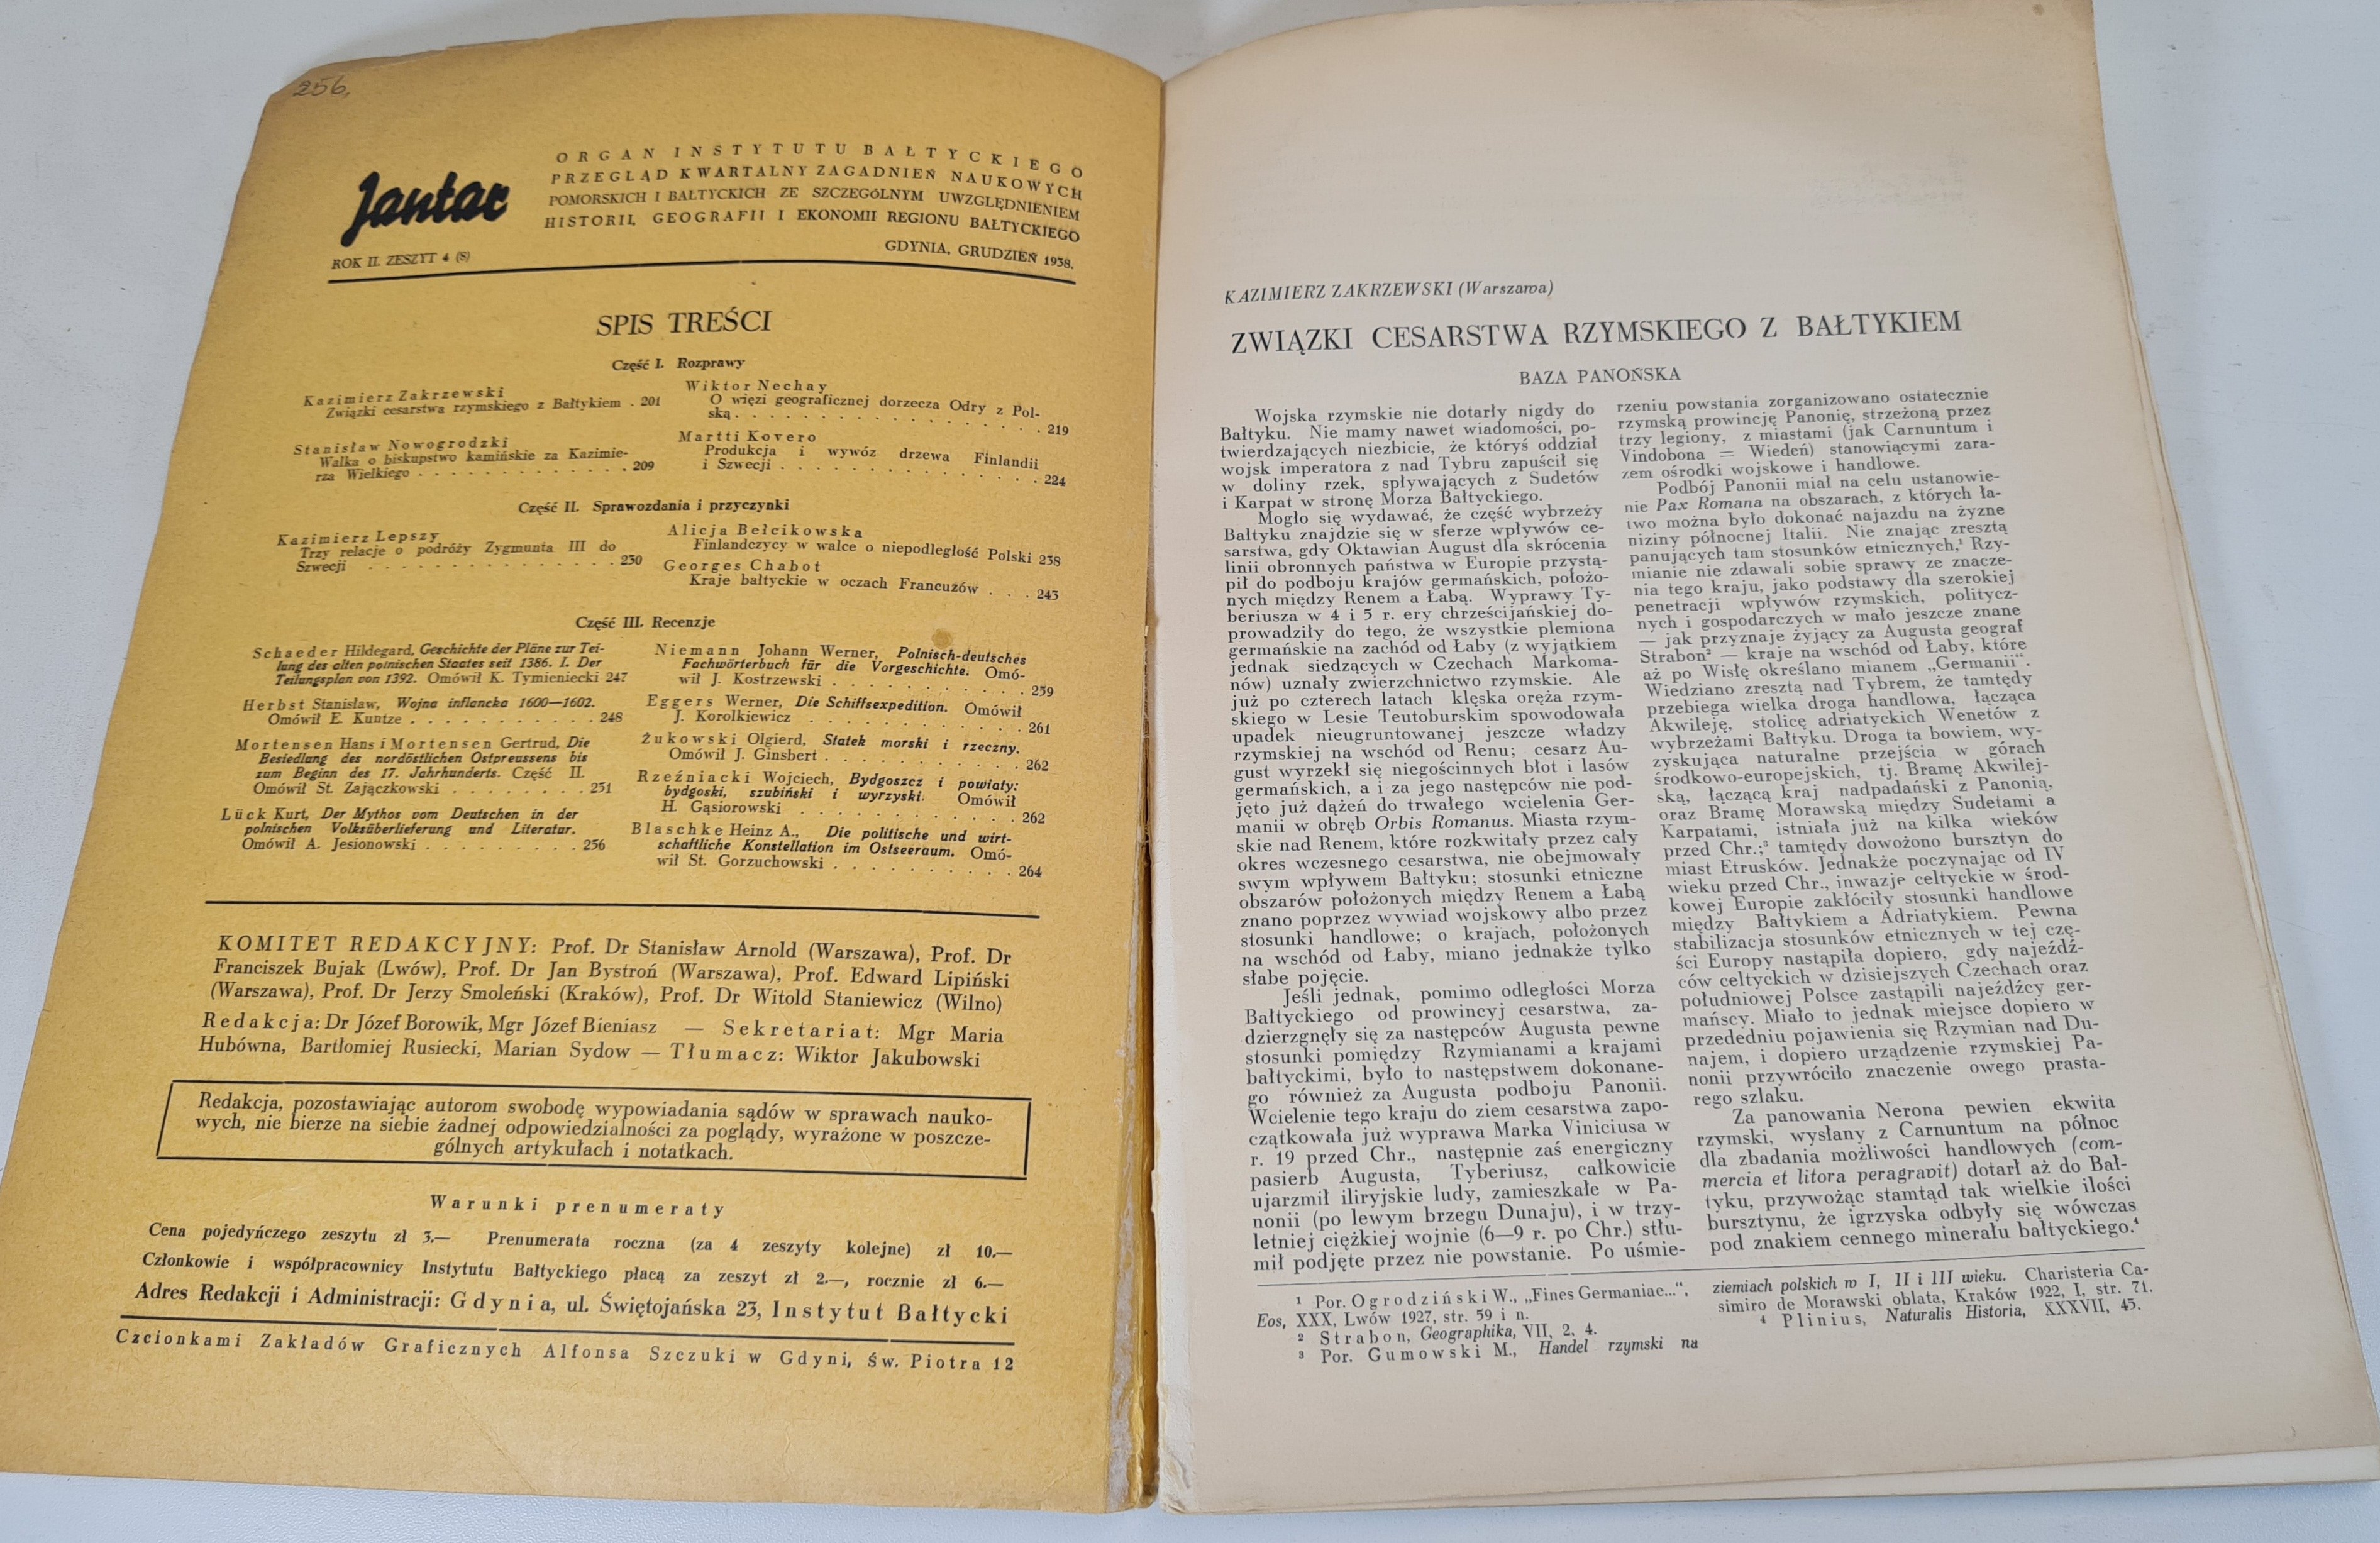 256,
Jantar
ORGAN INSTYTUTU BAŁTYCKIEGO
PRZEGLĄD KWARTALNY ZAGADNIEŃ NAUKOWYCH
POMORSKICH I BAŁTYCKICH ZE SZCZEGÓLNYM UWZGLĘDNIENIEM
HISTORII, GEOGRAFII I EKONOMII REGIONU BAŁTYCKIEGO
ROK II. ZESZYT 4 (8)
GDYNIA, GRUDZIEŃ 1938.
SPIS TREŚCI
Część I. Rozprawy
Kazimierz Zakrzewski
Związki cesarstwa rzymskiego z Bałtykiem . 201
Stanisław Nowogrodzki
Walka o biskupstwo kamińskie za Kazimie-
rza Wielkiego . . . . . . . . . . . . 209
Wiktor Nechay
O więzi geograficznej dorzecza Odry z Pol-
ską . . . . . . . . . . . . . . . . . 219
Martti Kovero
Produkcja i wywóz drzewa Finlandii
i Szwecji . . . . . . . . . . . . . . 224
Część II. Sprawozdania i przyczynki
Kazimierz Lepszy
Trzy relacje o podróży Zygmunta III do
Szwecji . . . . . . . . . . . . . . . 230
Alicja Bełcikowska
Finlandczycy w walce o niepodległość Polski 238
Georges Chabot
Kraje bałtyckie w oczach Francuzów . . . 243
Część III. Recenzje
Schaeder Hildegard, Geschichte der Pläne zur Tei-
lung des alten polnischen Staates seit 1386. I. Der
Teilungsplan von 1392. Omówił K. Tymieniecki 247
Herbst Stanisław, Wojna inflancka 1600—1602.
Omówił E. Kuntze . . . . . . . . . . . 248
Mortensen Hans i Mortensen Gertrud, Die
Besiedlung des nordöstlichen Ostpreussens bis
zum Beginn des 17. Jahrhunderts. Część II.
Omówił St. Zajączkowski . . . . . . . . 251
Lück Kurt, Der Mythos vom Deutschen in der
polnischen Volksüberlieferung und Literatur.
Omówił A. Jesionowski . . . . . . . . . 256
Niemann Johann Werner, Polnisch-deutsches
Fachwörterbuch für die Vorgeschichte. Omó-
wił J. Kostrzewski . . . . . . . . . . . 259
Eggers Werner, Die Schiffsexpedition. Omówił
J. Korolkiewicz . . . . . . . . . . . . 261
Żukowski Olgierd, Statek morski i rzeczny.
Omówił J. Ginsbert . . . . . . . . . . . 262
Rzeźniacki Wojciech, Bydgoszcz i powiaty:
bydgoski, szubiński i wyrzyski. Omówił
H. Gąsiorowski . . . . . . . . . . . . 262
Blaschke Heinz A., Die politische und wirt-
schaftliche Konstellation im Ostseeraum. Omó-
wił St. Gorzuchowski . . . . . . . . . . 264
KOMITET REDAKCYJNY: Prof. Dr Stanisław Arnold (Warszawa), Prof. Dr
Franciszek Bujak (Lwów), Prof. Dr Jan Bystroń (Warszawa), Prof. Edward Lipiński
(Warszawa), Prof. Dr Jerzy Smoleński (Kraków), Prof. Dr Witold Staniewicz (Wilno)
Redakcja: Dr Józef Borowik, Mgr Józef Bieniasz — Sekretariat: Mgr Maria
Hubówna, Bartłomiej Rusiecki, Marian Sydow — Tłumacz: Wiktor Jakubowski
Redakcja, pozostawiając autorom swobodę wypowiadania sądów w sprawach nauko-
wych, nie bierze na siebie żadnej odpowiedzialności za poglądy, wyrażone w poszcze-
gólnych artykułach i notatkach.
Warunki prenumeraty
Cena pojedyńczego zeszytu zł 3.— Prenumerata roczna (za 4 zeszyty kolejne) zł 10.—
Członkowie i współpracownicy Instytutu Bałtyckiego płacą za zeszyt zł 2.—, rocznie zł 6.—
Adres Redakcji i Administracji: Gdynia, ul. Świętojańska 23, Instytut Bałtycki
Czcionkami Zakładów Graficznych Alfonsa Szczuki w Gdyni, św. Piotra 12
KAZIMIERZ ZAKRZEWSKI (Warszawa)
ZWIĄZKI CESARSTWA RZYMSKIEGO Z BAŁTYKIEM
BAZA PANOŃSKA
Wojska rzymskie nie dotarły nigdy do
Bałtyku. Nie mamy nawet wiadomości, po-
twierdzających niezbicie, że któryś oddział
wojsk imperatora z nad Tybru zapuścił się
w doliny rzek, spływających z Sudetów
i Karpat w stronę Morza Bałtyckiego.
Mogło się wydawać, że część wybrzeży
Bałtyku znajdzie się w sferze wpływów ce-
sarstwa, gdy Oktawian August dla skrócenia
linii obronnych państwa w Europie przystą-
pił do podboju krajów germańskich, położo-
nych między Renem a Łabą. Wyprawy Ty-
beriusza w 4 i 5 r. ery chrześcijańskiej do-
prowadziły do tego, że wszystkie plemiona
germańskie na zachód od Łaby (z wyjątkiem
jednak siedzących w Czechach Markoma-
nów) uznały zwierzchnictwo rzymskie. Ale
już po czterech latach klęska oręża rzym-
skiego w Lesie Teutoburskim spowodowała
upadek nieugruntowanej jeszcze władzy
rzymskiej na wschód od Renu; cesarz Au-
gust wyrzekł się niegościnnych błot i lasów
germańskich, a i za jego następców nie pod-
jęto już dążeń do trwałego wcielenia Ger-
manii w obręb Orbis Romanus. Miasta rzym-
skie nad Renem, które rozkwitały przez cały
okres wczesnego cesarstwa, nie obejmowały
swym wpływem Bałtyku; stosunki etniczne
obszarów położonych między Renem a Łabą
znano poprzez wywiad wojskowy albo przez
stosunki handlowe; o krajach, położonych
na wschód od Łaby, miano jednakże tylko
słabe pojęcie.
Jeśli jednak, pomimo odległości Morza
Bałtyckiego od prowincyj cesarstwa, za-
dzierzgnęły się za następców Augusta pewne
stosunki pomiędzy Rzymianami a krajami
bałtyckimi, było to następstwem dokonane-
go również za Augusta podboju Panonii.
Wcielenie tego kraju do ziem cesarstwa zapo-
czątkowała już wyprawa Marka Viniciusa w
r. 19 przed Chr., następnie zaś energiczny
pasierb Augusta, Tyberiusz, całkowicie
ujarzmił iliryjskie ludy, zamieszkałe w Pa-
nonii (po lewym brzegu Dunaju), i w trzy-
letniej ciężkiej wojnie (6—9 r. po Chr.) stłu-
mił podjęte przez nie powstanie. Po uśmie-
rzeniu powstania zorganizowano ostatecznie
rzymską prowincję Panonię, strzeżoną przez
trzy legiony, z miastami (jak Carnuntum i
Vindobona = Wiedeń) stanowiącymi zara-
zem ośrodki wojskowe i handlowe.
Podbój Panonii miał na celu ustanowie-
nie Pax Romana na obszarach, z których ła-
two można było dokonać najazdu na żyzne
niziny północnej Italii. Nie znając zresztą
panujących tam stosunków etnicznych,¹ Rzy-
mianie nie zdawali sobie sprawy ze znacze-
nia tego kraju, jako podstawy dla szerokiej
penetracji wpływów rzymskich, politycz-
nych i gospodarczych w mało jeszcze znane
— jak przyznaje żyjący za Augusta geograf
Strabon² — kraje na wschód od Łaby, które
aż po Wisłę określano mianem „Germanii“.
Wiedziano zresztą nad Tybrem, że tamtędy
przebiega wielka droga handlowa, łącząca
Akwileję, stolicę adriatyckich Wenetów z
wybrzeżami Bałtyku. Droga ta bowiem, wy-
zyskująca naturalne przejścia w górach
środkowo-europejskich, tj. Bramę Akwilej-
ską, łączącą kraj nadpadański z Panonią,
oraz Bramę Morawską między Sudetami a
Karpatami, istniała już na kilka wieków
przed Chr.;³ tamtędy dowożono bursztyn do
miast Etrusków. Jednakże poczynając od IV
wieku przed Chr., inwazje celtyckie w środ-
kowej Europie zakłóciły stosunki handlowe
między Bałtykiem a Adriatykiem. Pewna
stabilizacja stosunków etnicznych w tej czę-
ści Europy nastąpiła dopiero, gdy najeźdź-
ców celtyckich w dzisiejszych Czechach oraz
południowej Polsce zastąpili najeźdźcy ger-
mańscy. Miało to jednak miejsce dopiero w
przededniu pojawienia się Rzymian nad Du-
najem, i dopiero urządzenie rzymskiej Pa-
nonii przywróciło znaczenie owego prasta-
rego szlaku.
Za panowania Nerona pewien ekwita
rzymski, wysłany z Carnuntum na północ
dla zbadania możliwości handlowych (com-
mercia et litora peragravit) dotarł aż do Bał-
tyku, przywożąc stamtąd tak wielkie ilości
bursztynu, że igrzyska odbyły się wówczas
pod znakiem cennego minerału bałtyckiego.⁴
¹ Por. Ogrodziński W., „Fines Germaniae...“,
Eos, XXX, Lwów 1927, str. 59 i n.
² Strabon, Geographika, VII, 2. 4.
³ Por. Gumowski M., Handel rzymski na
ziemiach polskich w I, II i III wieku. Charisteria Ca-
simiro de Morawski oblata, Kraków 1922, I, str. 71.
⁴ Plinius, Naturalis Historia, XXXVII, 45.